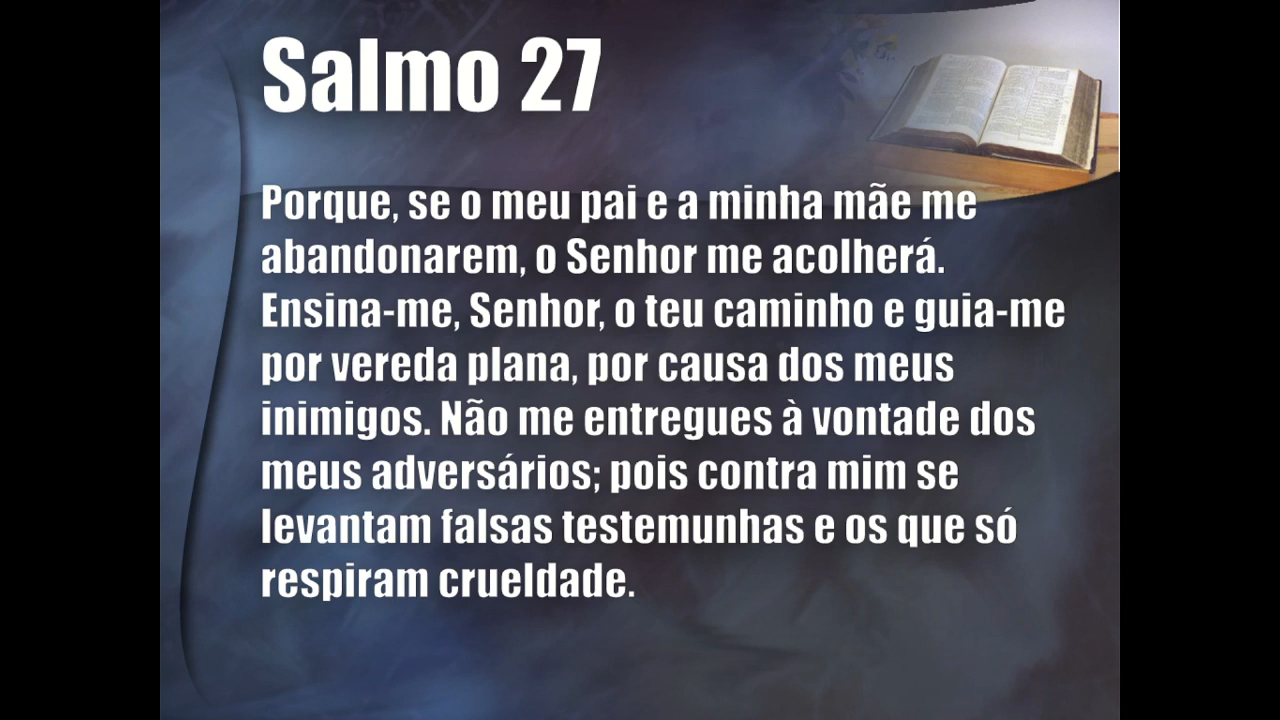 Salmo 27
Porque, se o meu pai e a minha mãe me
abandonarem, o Senhor me acolherá.
Ensina-me, Senhor, o teu caminho e guia-me
por vereda plana, por causa dos meus
inimigos. Não me entregues à vontade dos
meus adversários; pois contra mim se
levantam falsas testemunhas e os que só
respiram crueldade.